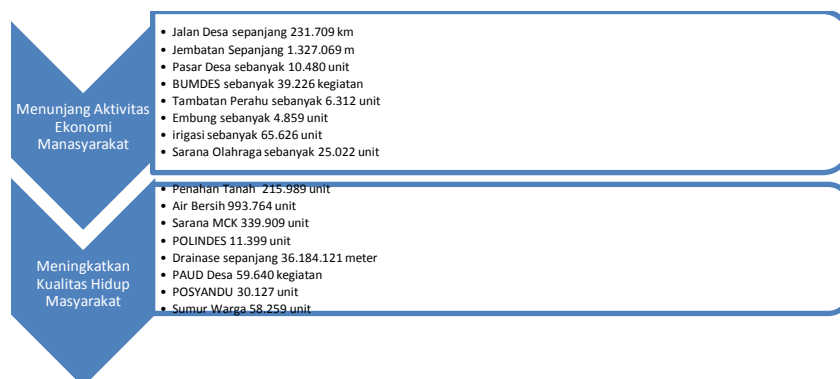 Menunjang Aktivitas
Ekonomi
Manasyarakat
• Jalan Desa sepanjang 231.709 km
• Jembatan Sepanjang 1.327.069 m
• Pasar Desa sebanyak 10.480 unit
• BUMDES sebanyak 39.226 kegiatan
• Tambatan Perahu sebanyak 6.312 unit
• Embung sebanyak 4.859 unit
• irigasi sebanyak 65.626 unit
• Sarana Olahraga sebanyak 25.022 unit
Meningkatkan
Kualitas Hidup
Masyarakat
• Penahan Tanah 215.989 unit
• Air Bersih 993.764 unit
• Sarana MCK 339.909 unit
• POLINDES 11.399 unit
• Drainase sepanjang 36.184.121 meter
• PAUD Desa 59.640 kegiatan
• POSYANDU 30.127 unit
• Sumur Warga 58.259 unit